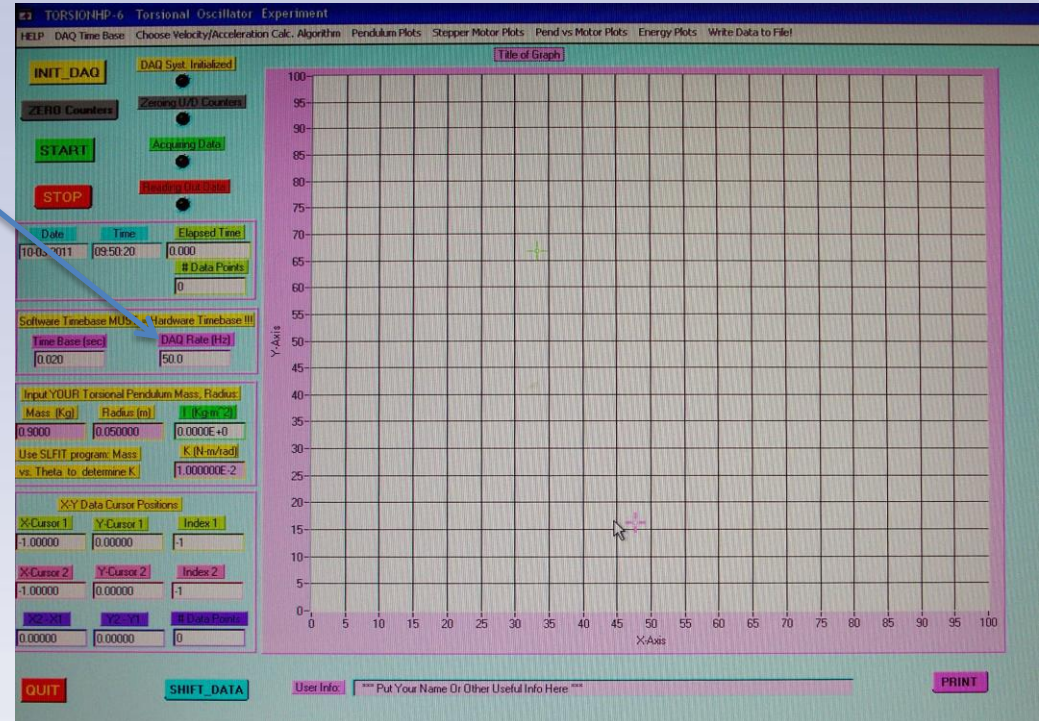 TORSIONHP-6 Torsional Oscillator Experiment
HELP DAQ Time Base Choose Velocity/Acceleration Calc. Algorithm Pendulum Plots Stepper Motor Plots Pend vs Motor Plots Energy Plots Write Data to File!
INIT_DAQ
DAQ Syst. Initialized
ZERO Counters
Zeroing U/D Counters
START
Acquiring Data
STOP
Reading Out Data
Date Time Elapsed Time
09:50:20 0.000
# Data Points
0
Software Timebase Hardware Timebase !!!
Time Base (sec) DAQ Rate (Hz)
0.020 50.0
Input YOUR Torsional Pendulum Mass, Radius:
Mass (Kg) Radius (m) I (Kg-m^2)
0.9000 0.050000 0.0000E+0
Use SLFIT program: Mass K (N-m/rad)
vs. Theta to determine K 1.000000E-2
X-Y Data Cursor Positions
X-Cursor 1 Y-Cursor 1 Index 1
-1.00000 0.00000 -1
X-Cursor 2 Y-Cursor 2 Index 2
-1.00000 0.00000 -1
X2-X1 Y2-Y1 # Data Points
0.00000 0.00000 0
Title of Graph
100
95
90
85
80
75
70
65
60
55
50
45
40
35
30
25
20
15
10
5
0
Y-Axis
0 5 10 15 20 25 30 35 40 45 50 55 60 65 70 75 80 85 90 95 100
X-Axis
QUIT
SHIFT_DATA
User Info: *** Put Your Name Or Other Useful Info Here ***
PRINT